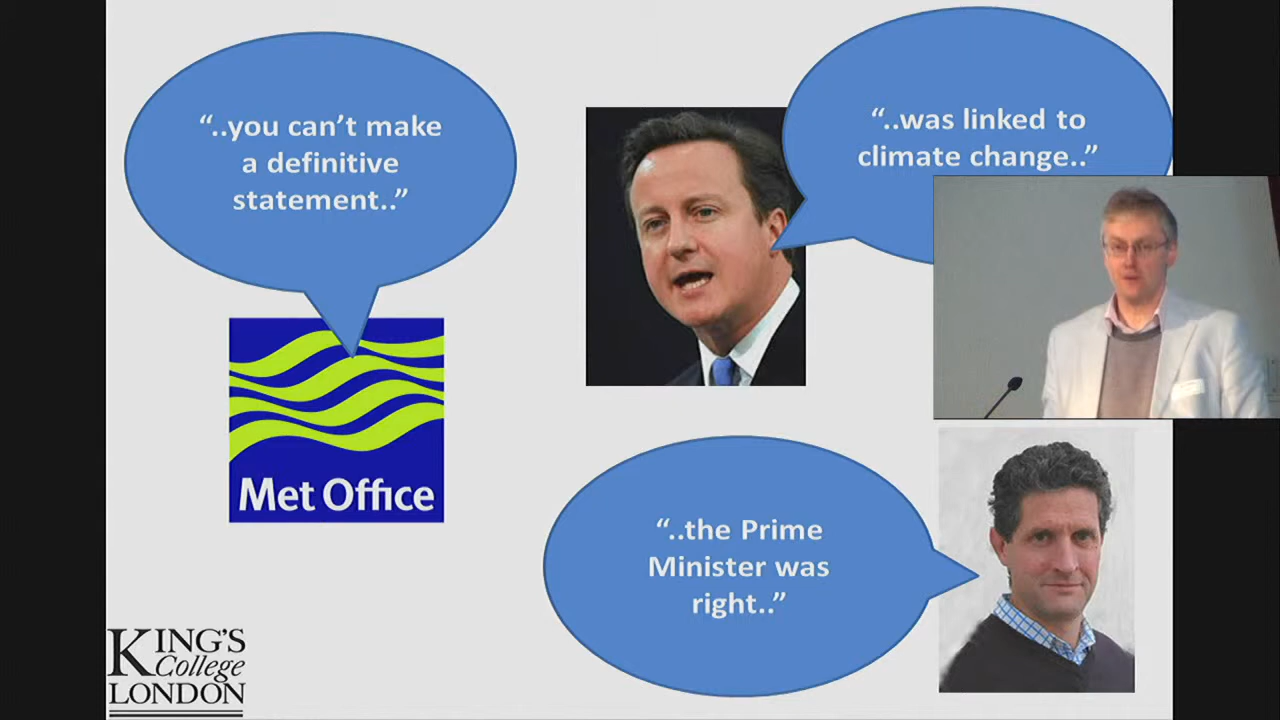 “..you can’t make
a definitive
statement..”
“..was linked to
climate change..”
Met Office
“..the Prime
Minister was
right..”
KING'S
College
LONDON